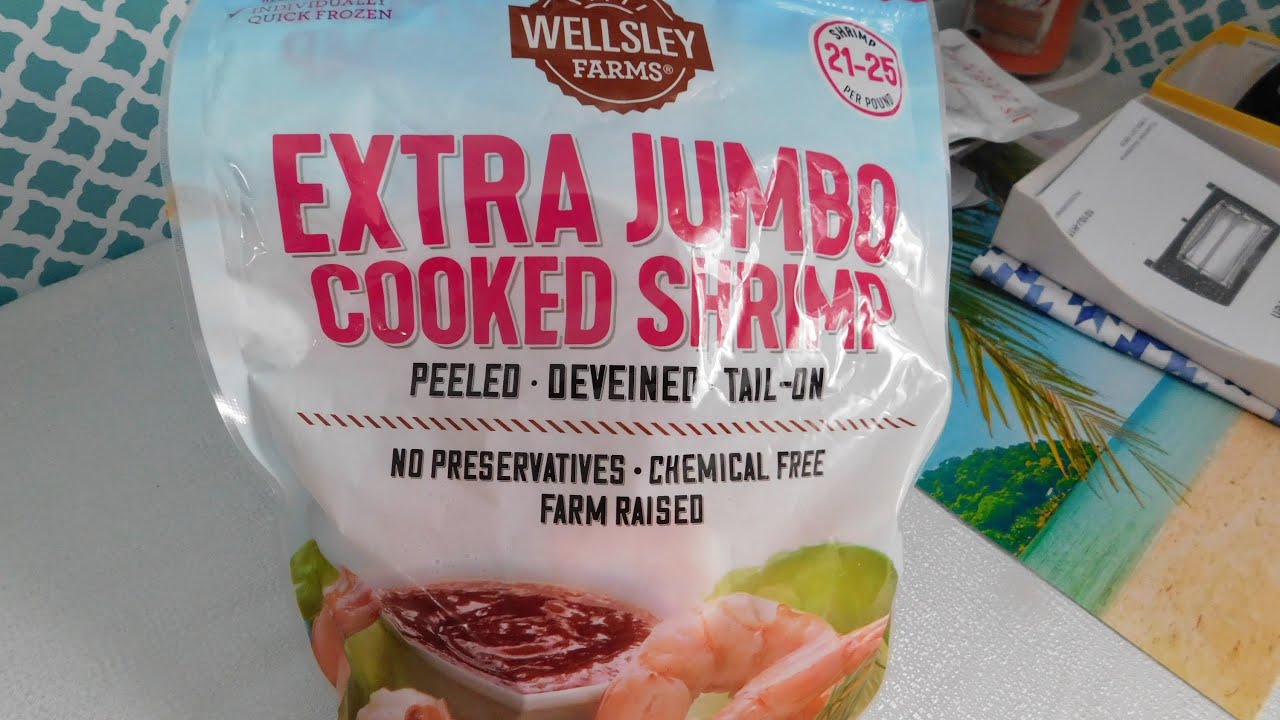 INDIVIDUALLY
QUICK FROZEN
WELLSLEY
FARMS®
SHRIMP
21-25
PER POUND
EXTRA JUMBO
COOKED SHRIMP
PEELED · DEVEINED · TAIL-ON
NO PRESERVATIVES • CHEMICAL FREE
FARM RAISED